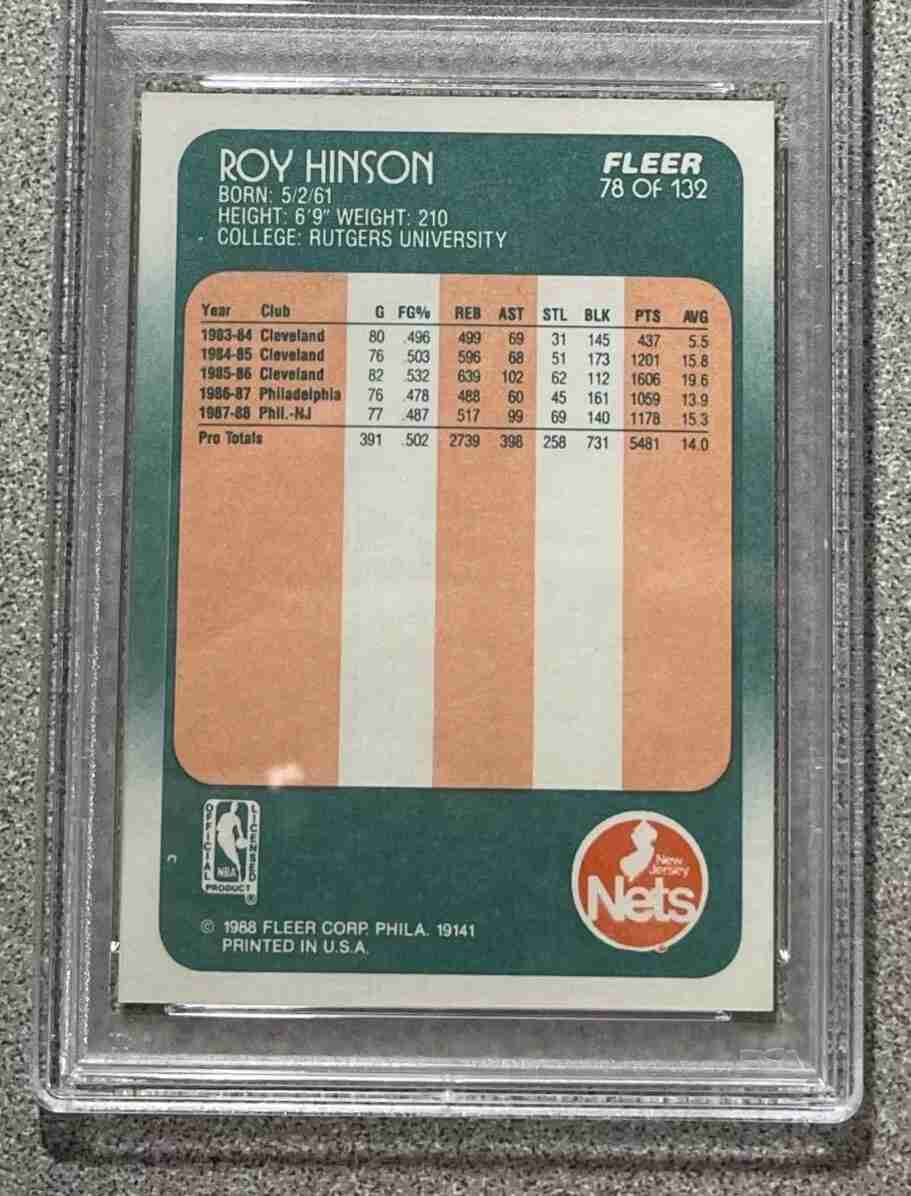 ROY HINSON
FLEER
78 OF 132
BORN: 5/2/61
HEIGHT: 6'9" WEIGHT: 210
COLLEGE: RUTGERS UNIVERSITY
Year Club G FG% REB AST STL BLK PTS AVG
1983-84 Cleveland 80 .496 499 69 31 145 437 5.5
1984-85 Cleveland 76 .503 596 68 51 173 1201 15.8
1985-86 Cleveland 82 .532 639 102 62 112 1606 19.6
1986-87 Philadelphia 76 .478 488 60 45 161 1059 13.9
1987-88 Phil.-NJ 77 .487 517 99 69 140 1178 15.3
Pro Totals 391 .502 2739 398 258 731 5481 14.0
OFFICIAL
LICENSED
NBA
PRODUCT
®
New
Jersey
Nets
© 1988 FLEER CORP. PHILA. 19141
PRINTED IN U.S.A.